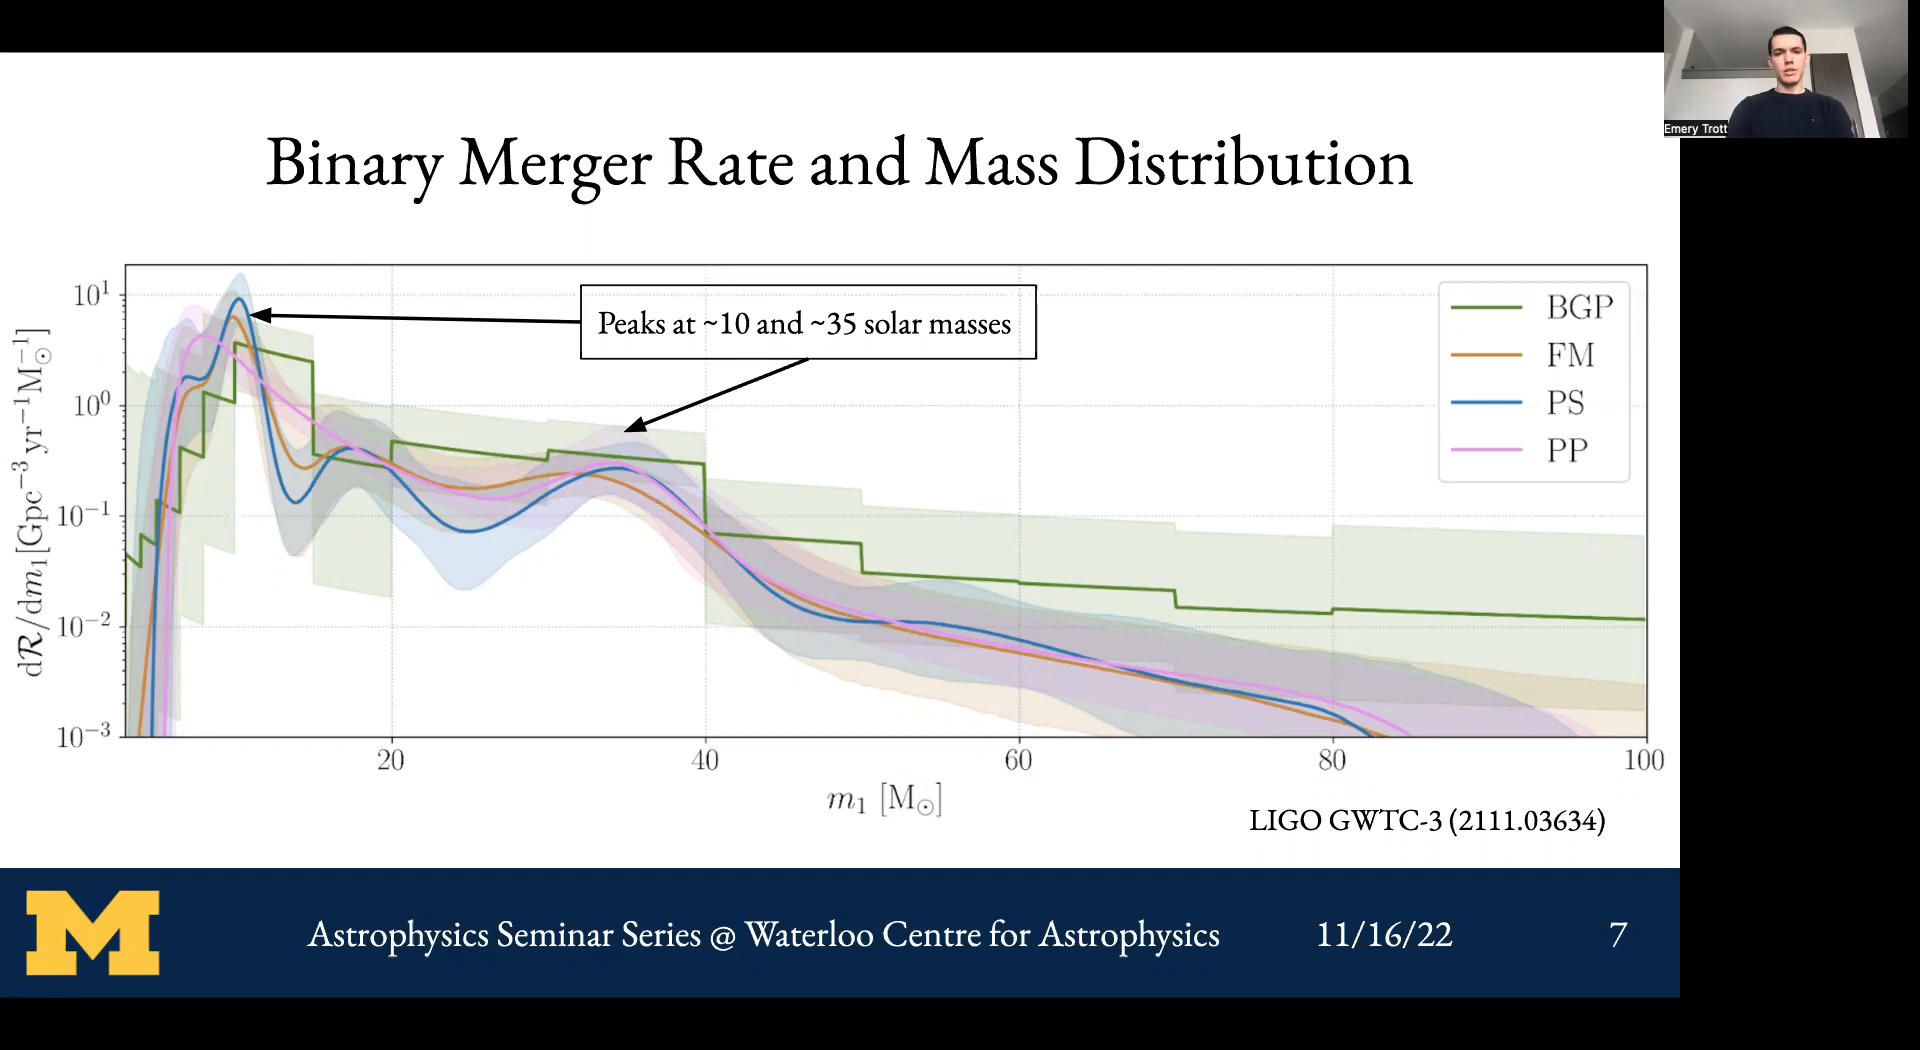 Emery Trott
Binary Merger Rate and Mass Distribution
Peaks at ~10 and ~35 solar masses
BGP
FM
PS
PP
10¹
10⁰
10⁻¹
10⁻²
10⁻³
dℛ/dm₁[Gpc⁻³ yr⁻¹M⊙⁻¹]
20 40 60 80 100
m₁ [M⊙]
LIGO GWTC-3 (2111.03634)
M
Astrophysics Seminar Series @ Waterloo Centre for Astrophysics 11/16/22 7